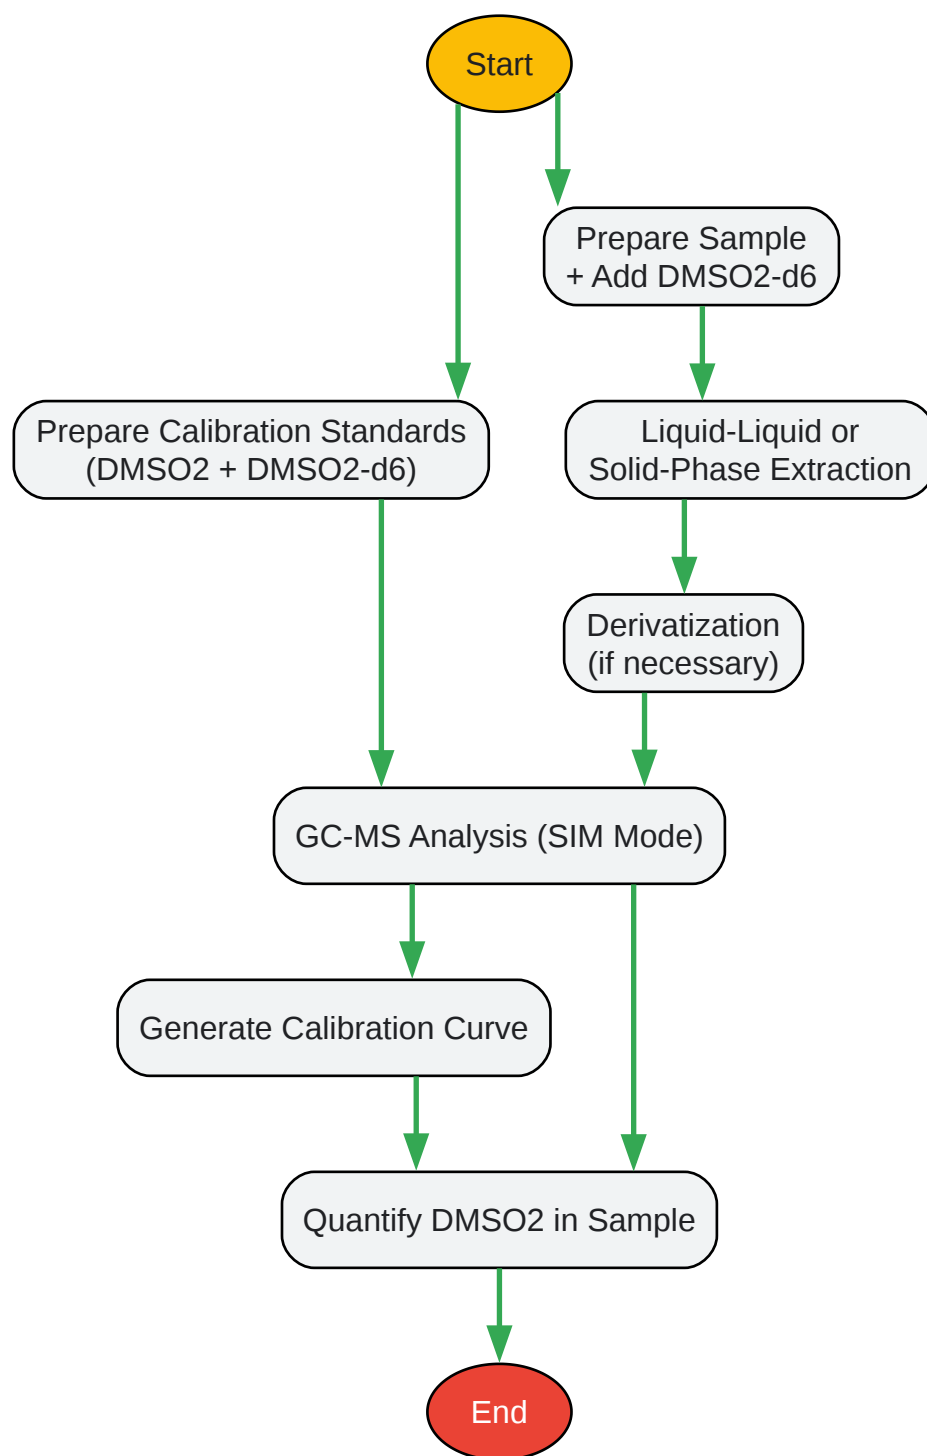 Start
Prepare Sample
+ Add DMSO2-d6
Prepare Calibration Standards
(DMSO2 + DMSO2-d6)
Liquid-Liquid or
Solid-Phase Extraction
Derivatization
(if necessary)
GC-MS Analysis (SIM Mode)
Generate Calibration Curve
Quantify DMSO2 in Sample
End